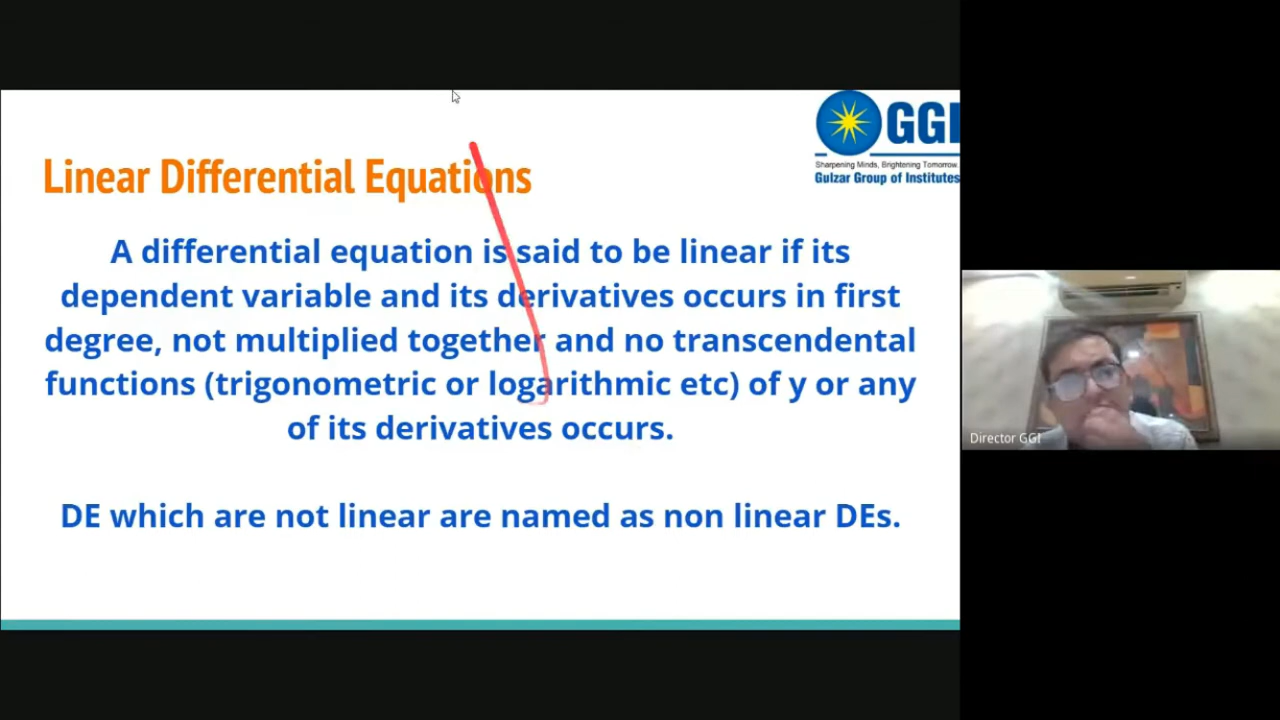 GGI
Sharpening Minds, Brightening Tomorrow
Gulzar Group of Institutes
Linear Differential Equations
A differential equation is said to be linear if its
dependent variable and its derivatives occurs in first
degree, not multiplied together and no transcendental
functions (trigonometric or logarithmic etc) of y or any
of its derivatives occurs.
DE which are not linear are named as non linear DEs.
Director GGI